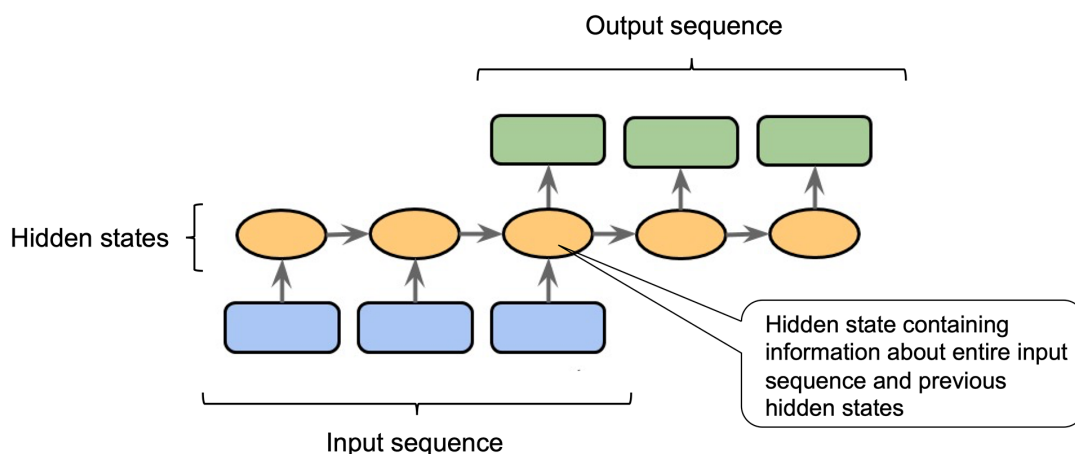 Output sequence
Hidden states
Hidden state containing
information about entire input
sequence and previous
hidden states
Input sequence